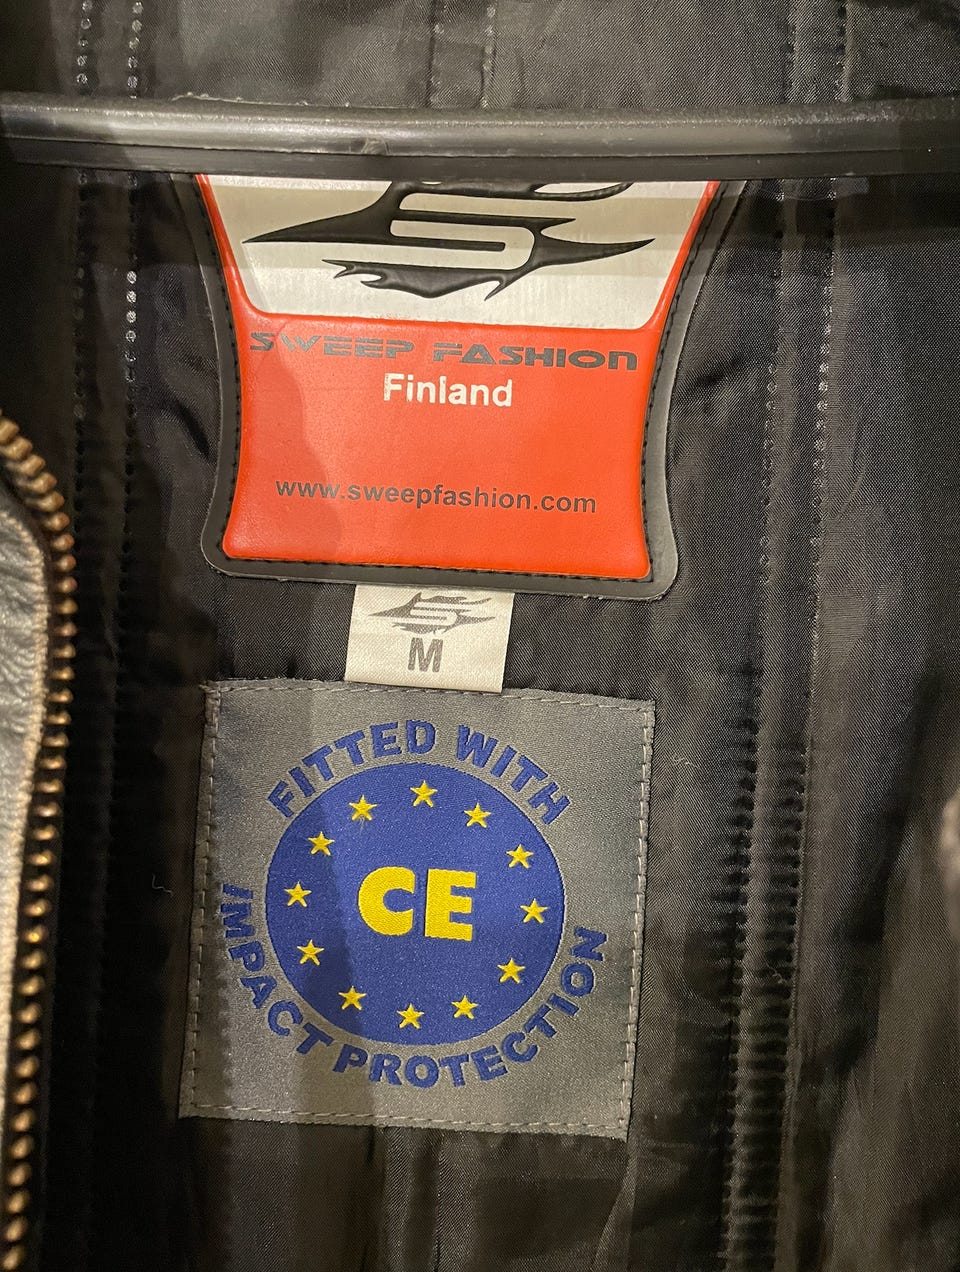 SWEEP FASHION
Finland
www.sweepfashion.com
S
M
FITTED WITH
CE
IMPACT PROTECTION